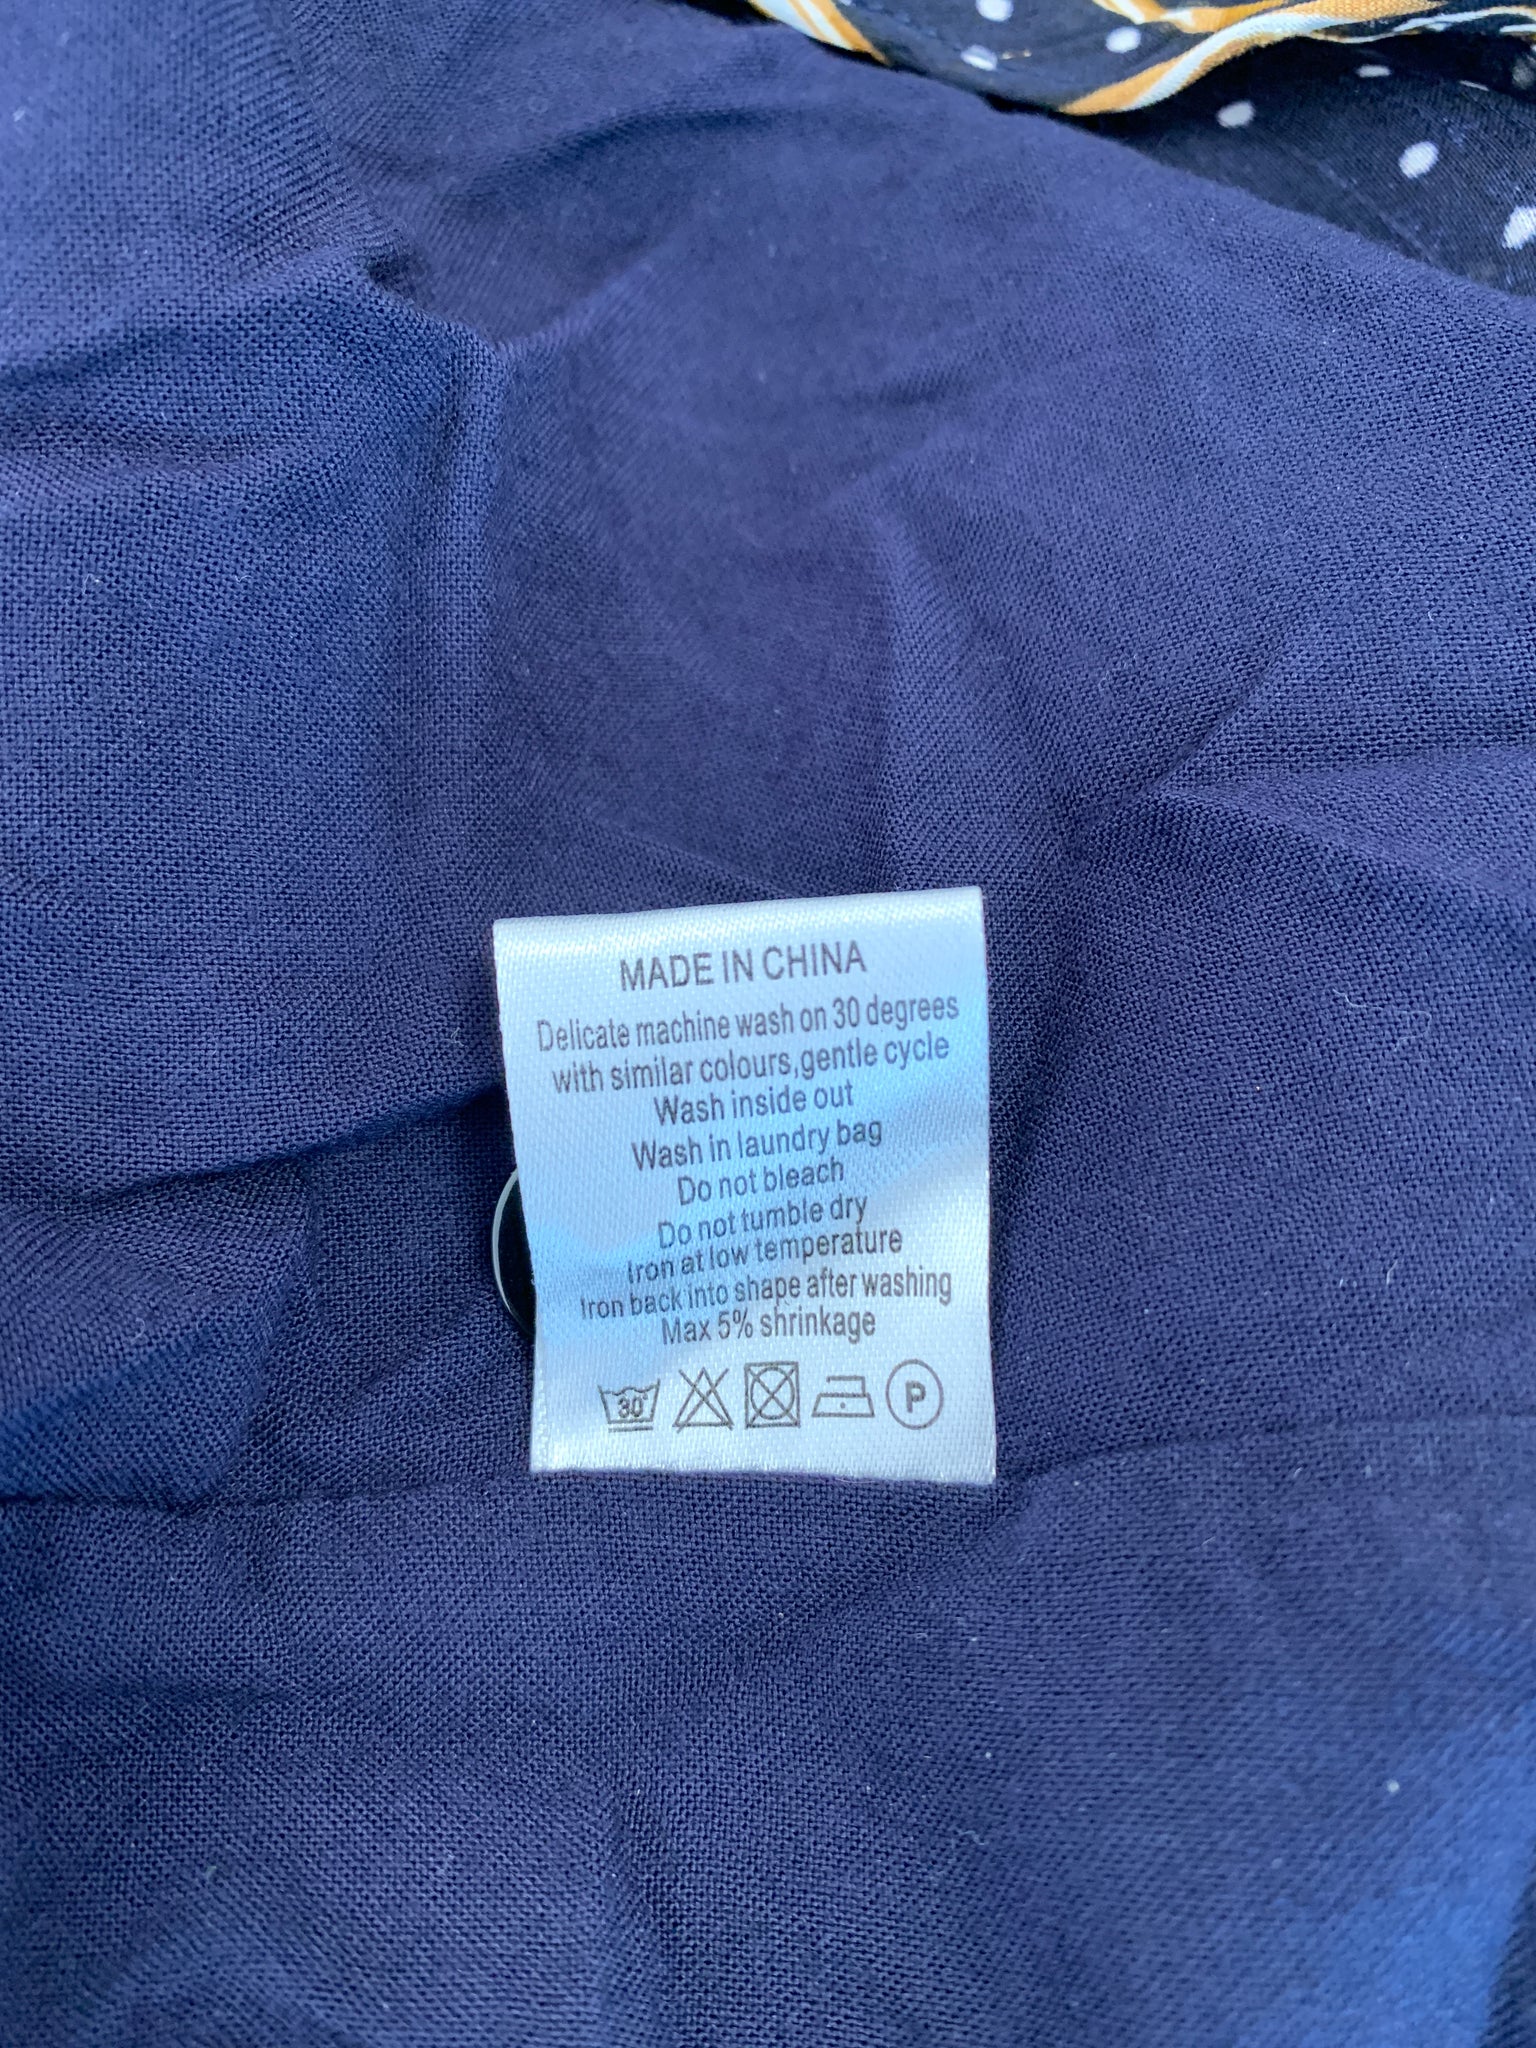 MADE IN CHINA
Delicate machine wash on 30 degrees
with similar colours,gentle cycle
Wash inside out
Wash in laundry bag
Do not bleach
Do not tumble dry
Iron at low temperature
Iron back into shape after washing
Max 5% shrinkage
30° P